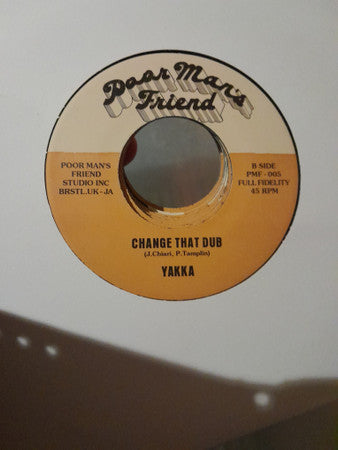 Poor Man's
Friend
POOR MAN'S
FRIEND
STUDIO INC
BRSTL.UK-JA
B SIDE
PMF - 005
FULL FIDELITY
45 RPM
CHANGE THAT DUB
(J.Chiari, P.Tamplin)
YAKKA